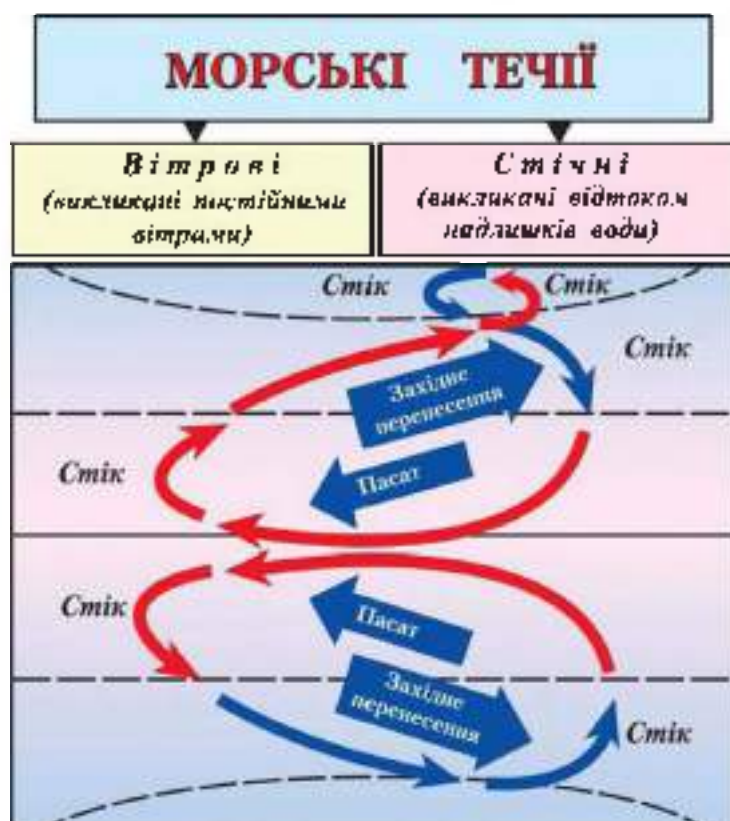 МОРСЬКІ ТЕЧІЇ
Вітрові
(викликані постійними
вітрами)
Стічні
(викликані відтоком
надлишків води)
Стік
Стік
Стік
Західне
перенесення
Стік
Пасат
Стік
Пасат
Західне
перенесення
Стік